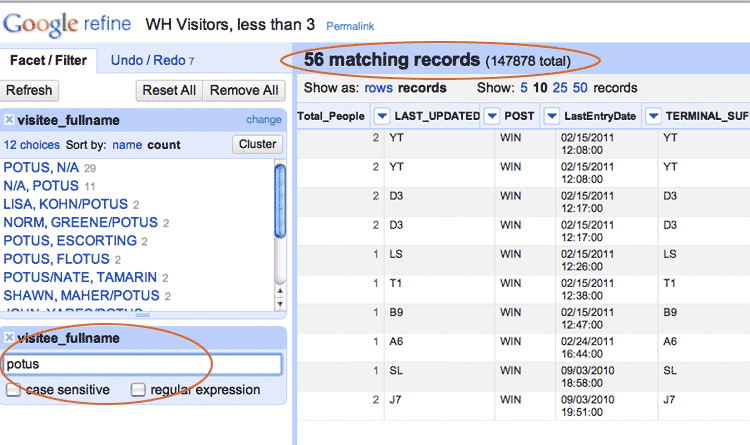 Google refine WH Visitors, less than 3 Permalink
Facet / Filter Undo / Redo 7
Refresh Reset All Remove All
visitee_fullname change
12 choices Sort by: name count Cluster
POTUS, N/A 29
N/A, POTUS 11
LISA, KOHN/POTUS 2
NORM, GREENE/POTUS 2
POTUS, ESCORTING 2
POTUS, FLOTUS 2
POTUS/NATE, TAMARIN 2
SHAWN, MAHER/POTUS 2
visitee_fullname
potus
case sensitive regular expression
56 matching records (147878 total)
Show as: rows records Show: 5 10 25 50 records
Total_People LAST_UPDATED POST LastEntryDate TERMINAL_SUF
2 YT WIN 02/15/2011 YT
12:08:00
2 YT WIN 02/15/2011 YT
12:08:00
2 D3 WIN 02/15/2011 D3
12:17:00
2 D3 WIN 02/15/2011 D3
12:17:00
1 LS WIN 02/15/2011 LS
12:26:00
1 T1 WIN 02/15/2011 T1
12:38:00
1 B9 WIN 02/15/2011 B9
12:47:00
1 A6 WIN 02/24/2011 A6
16:44:00
1 SL WIN 09/03/2010 SL
18:58:00
2 J7 WIN 09/03/2010 J7
19:51:00